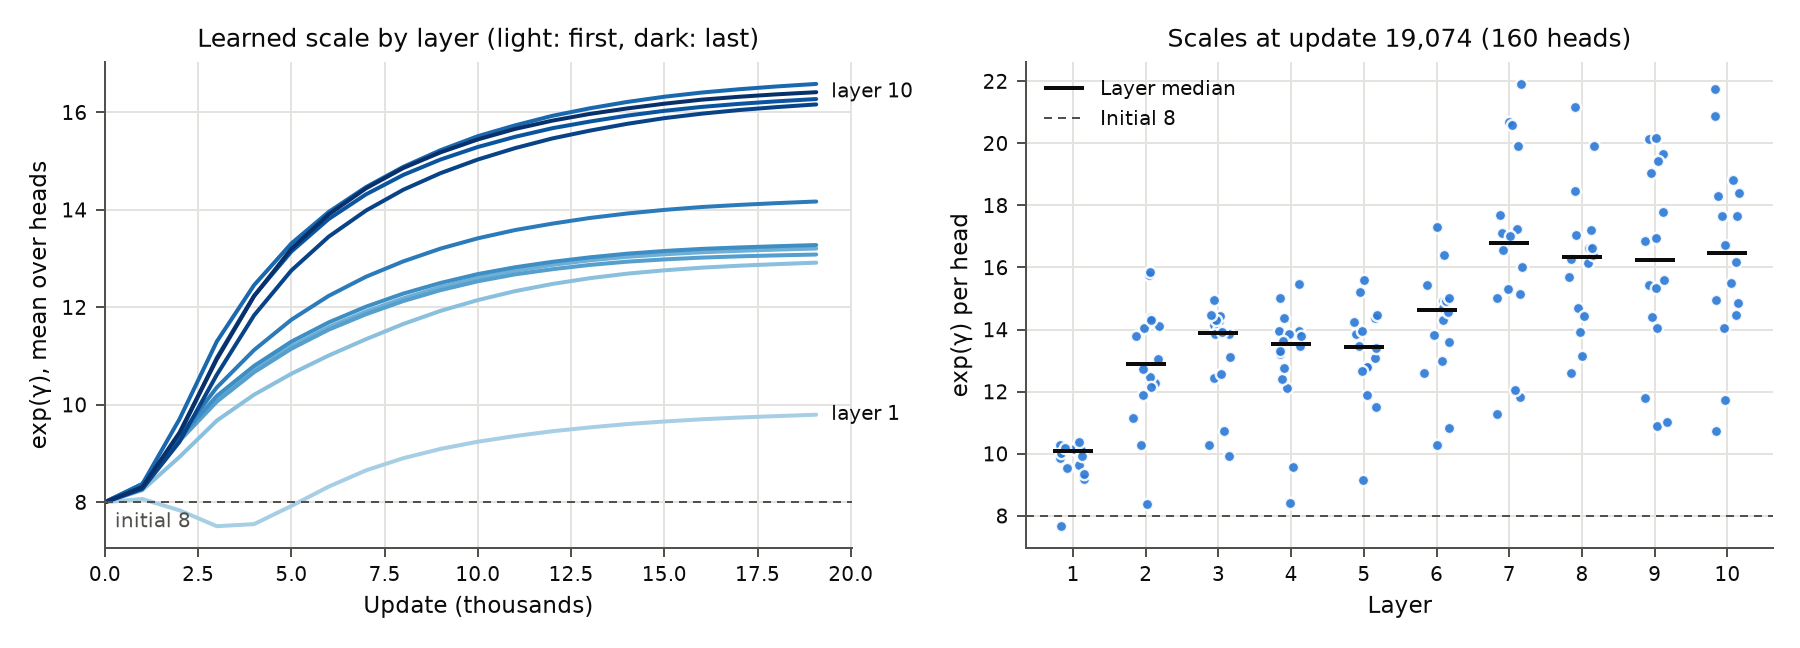 Learned scale by layer (light: first, dark: last)
exp(γ), mean over heads
16
14
12
10
8
layer 10
layer 1
initial 8
0.0 2.5 5.0 7.5 10.0 12.5 15.0 17.5 20.0
Update (thousands)
Scales at update 19,074 (160 heads)
exp(γ) per head
22
20
18
16
14
12
10
8
Layer median
Initial 8
1 2 3 4 5 6 7 8 9 10
Layer